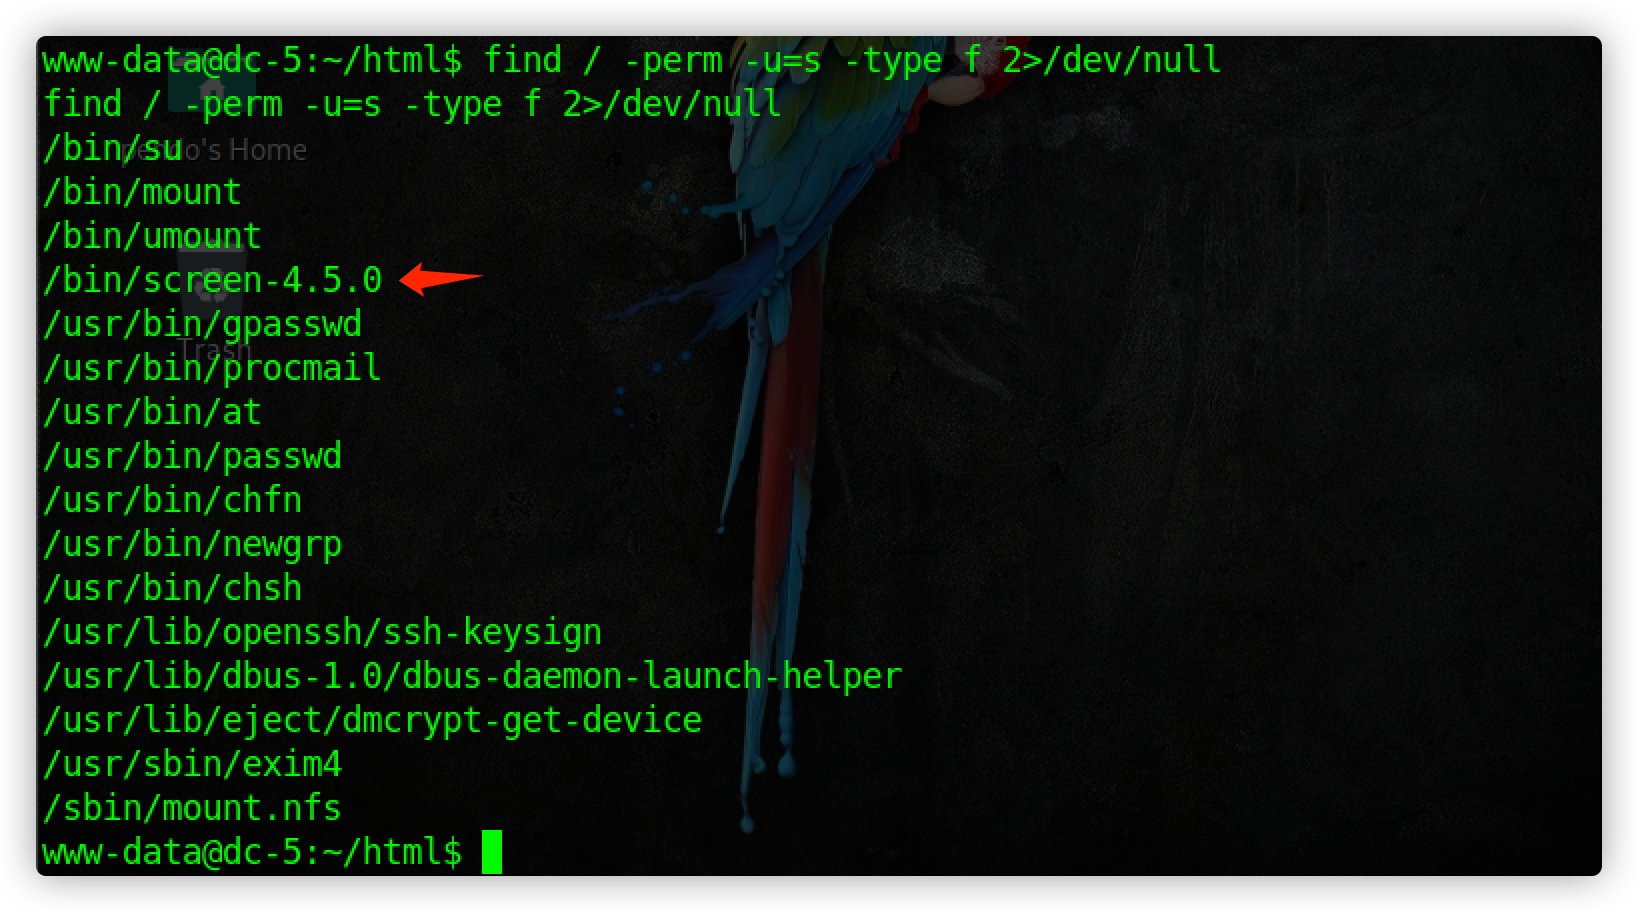 www-data@dc-5:~/html$ find / -perm -u=s -type f 2>/dev/null
find / -perm -u=s -type f 2>/dev/null
/bin/su
pendo's Home
/bin/mount
/bin/umount
/bin/screen-4.5.0
/usr/bin/gpasswd
Trash
/usr/bin/procmail
/usr/bin/at
/usr/bin/passwd
/usr/bin/chfn
/usr/bin/newgrp
/usr/bin/chsh
/usr/lib/openssh/ssh-keysign
/usr/lib/dbus-1.0/dbus-daemon-launch-helper
/usr/lib/eject/dmcrypt-get-device
/usr/sbin/exim4
/sbin/mount.nfs
www-data@dc-5:~/html$